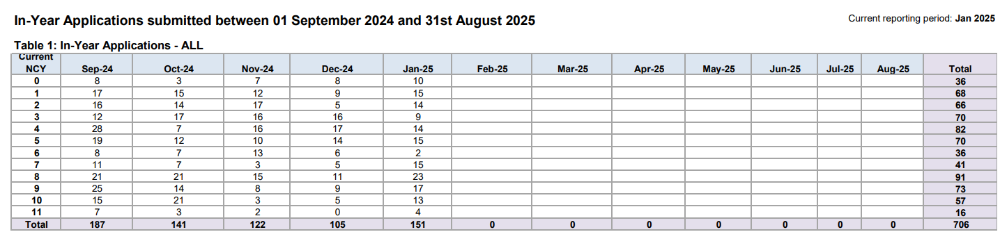 In-Year Applications submitted between 01 September 2024 and 31st August 2025
Current reporting period: Jan 2025
Table 1: In-Year Applications - ALL
Current NCY Sep-24 Oct-24 Nov-24 Dec-24 Jan-25 Feb-25 Mar-25 Apr-25 May-25 Jun-25 Jul-25 Aug-25 Total
0 8 3 7 8 10 36
1 17 15 12 9 15 68
2 16 14 17 5 14 66
3 12 17 16 16 9 70
4 28 7 16 17 14 82
5 19 12 10 14 15 70
6 8 7 13 6 2 36
7 11 7 3 5 15 41
8 21 21 15 11 23 91
9 25 14 8 9 17 73
10 15 21 3 5 13 57
11 7 3 2 0 4 16
Total 187 141 122 105 151 0 0 0 0 0 0 0 706